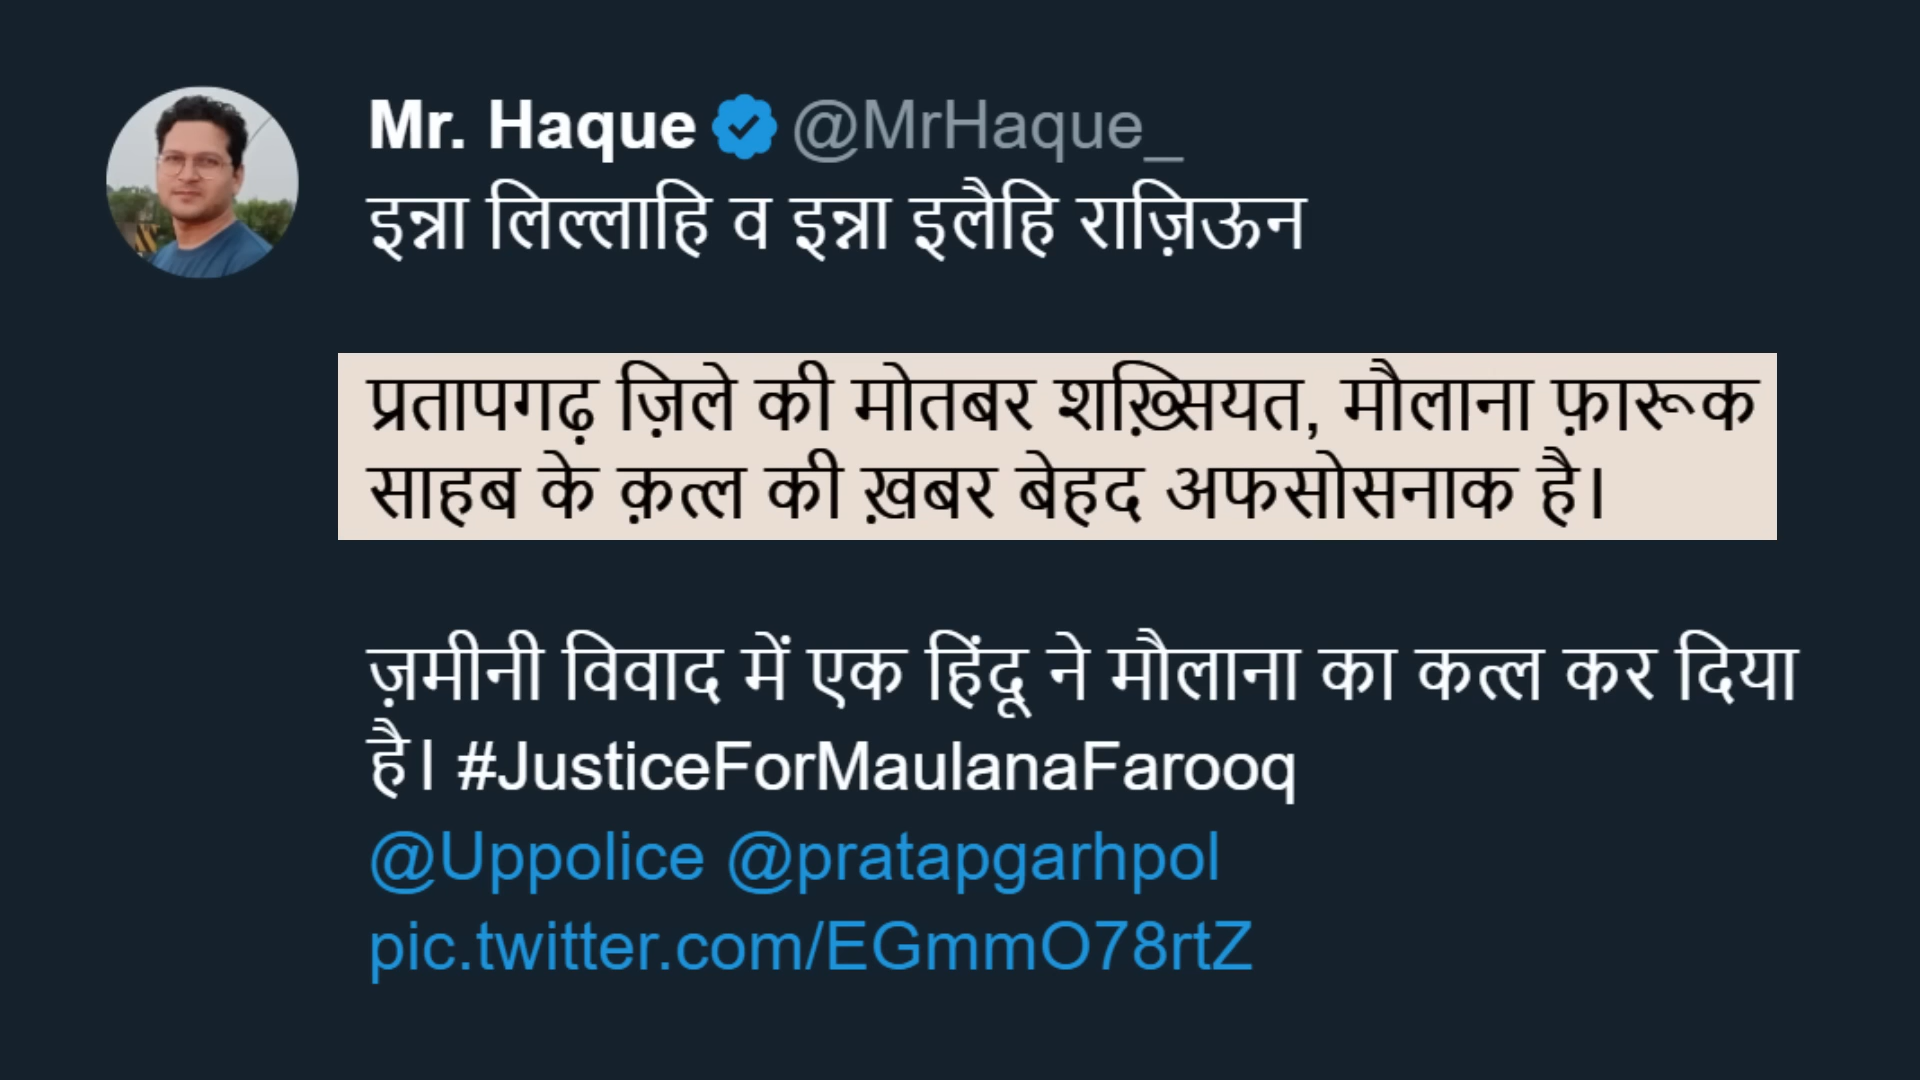 Mr. Haque @MrHaque_
इन्ना लिल्लाहि व इन्ना इलैहि राज़िऊन
प्रतापगढ़ ज़िले की मोतबर शख़्सियत, मौलाना फ़ारूक
साहब के क़त्ल की ख़बर बेहद अफसोसनाक है।
ज़मीनी विवाद में एक हिंदू ने मौलाना का कत्ल कर दिया
है। #JusticeForMaulanaFarooq
@Uppolice @pratapgarhpol
pic.twitter.com/EGmmO78rtZ